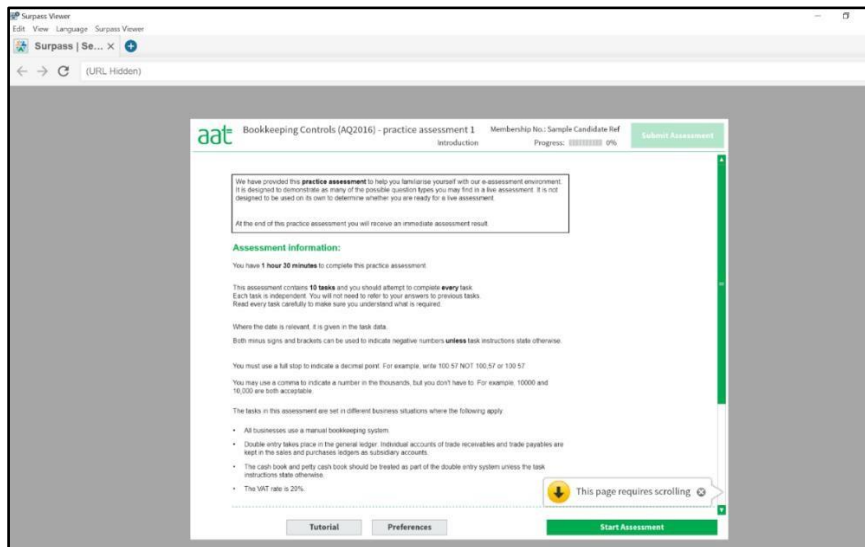 Surpass Viewer
Edit View Language Surpass Viewer
Surpass | Se... ×
(URL Hidden)
aat
Bookkeeping Controls (AQ2016) - practice assessment 1
Membership No.: Sample Candidate Ref
Submit Assessment
Introduction
Progress: 0%
We have provided this practice assessment to help you familiarise yourself with our e-assessment environment.
It is designed to demonstrate as many of the possible question types you may find in a live assessment. It is not
designed to be used on its own to determine whether you are ready for a live assessment.
At the end of this practice assessment you will receive an immediate assessment result.
Assessment information:
You have 1 hour 30 minutes to complete this practice assessment.
This assessment contains 10 tasks and you should attempt to complete every task.
Each task is independent. You will not need to refer to your answers to previous tasks.
Read every task carefully to make sure you understand what is required.
Where the date is relevant, it is given in the task data.
Both minus signs and brackets can be used to indicate negative numbers unless task instructions state otherwise.
You must use a full stop to indicate a decimal point. For example, write 100.57 NOT 100,57 or 100 57
You may use a comma to indicate a number in the thousands, but you don't have to. For example, 10000 and
10,000 are both acceptable.
The tasks in this assessment are set in different business situations where the following apply
• All businesses use a manual bookkeeping system.
• Double entry takes place in the general ledger. Individual accounts of trade receivables and trade payables are
kept in the sales and purchases ledgers as subsidiary accounts.
• The cash book and petty cash book should be treated as part of the double entry system unless the task
instructions state otherwise.
• The VAT rate is 20%.
This page requires scrolling
Tutorial
Preferences
Start Assessment